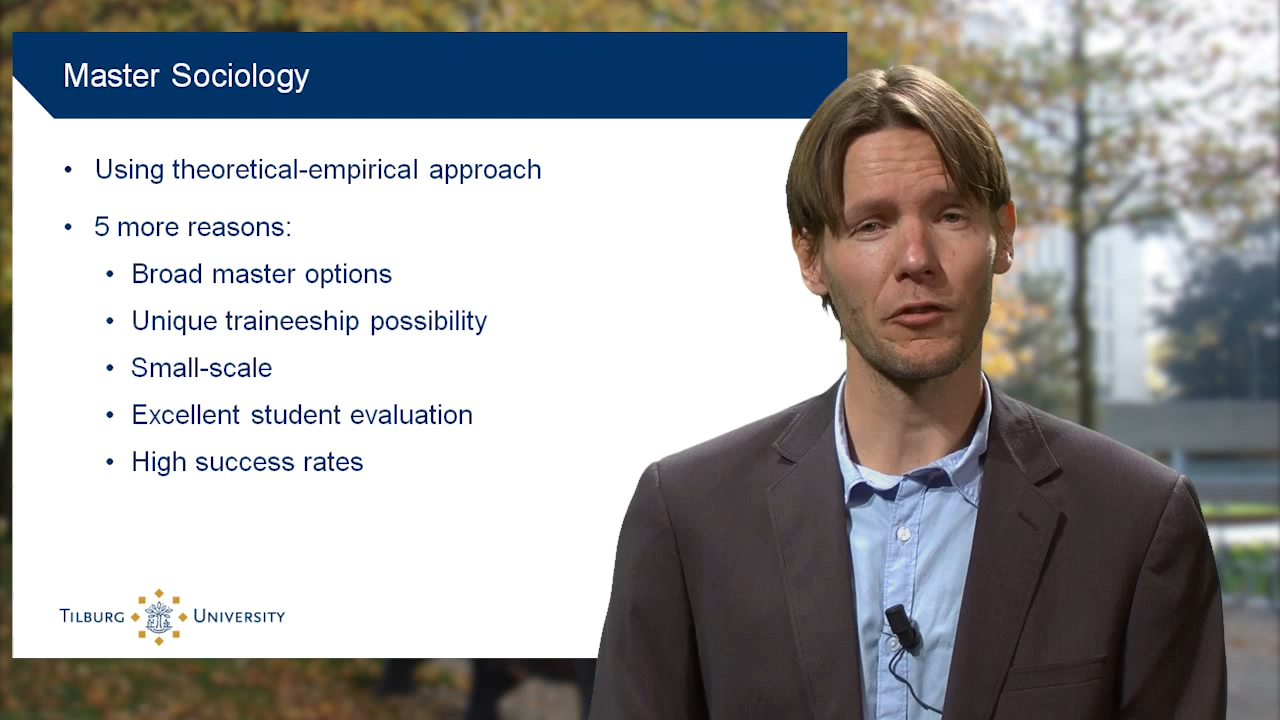 Master Sociology
• Using theoretical-empirical approach
• 5 more reasons:
• Broad master options
• Unique traineeship possibility
• Small-scale
• Excellent student evaluation
• High success rates
TILBURG UNIVERSITY